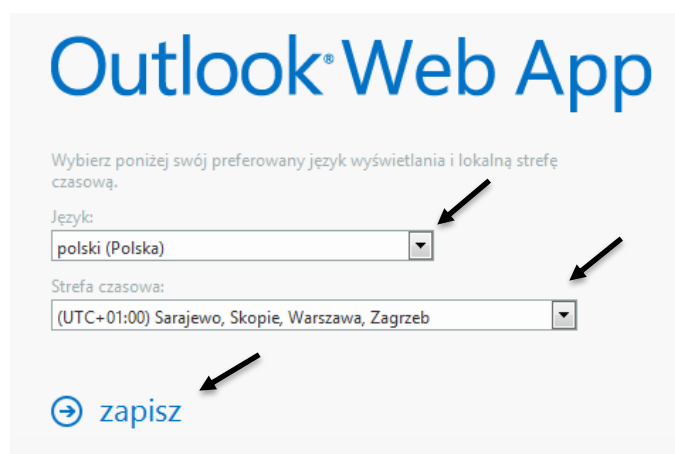 Outlook® Web App
Wybierz poniżej swój preferowany język wyświetlania i lokalną strefę
czasową.
Język:
polski (Polska)
Strefa czasowa:
(UTC+01:00) Sarajewo, Skopie, Warszawa, Zagrzeb
zapisz